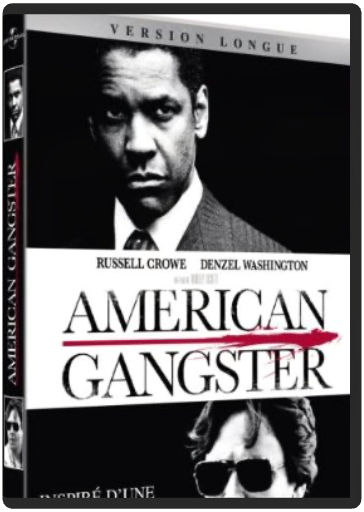 VERSION LONGUE
RUSSELL CROWE DENZEL WASHINGTON
AMERICAN
GANGSTER
INSPIRÉ D'UNE
AMERICAN GANGSTER